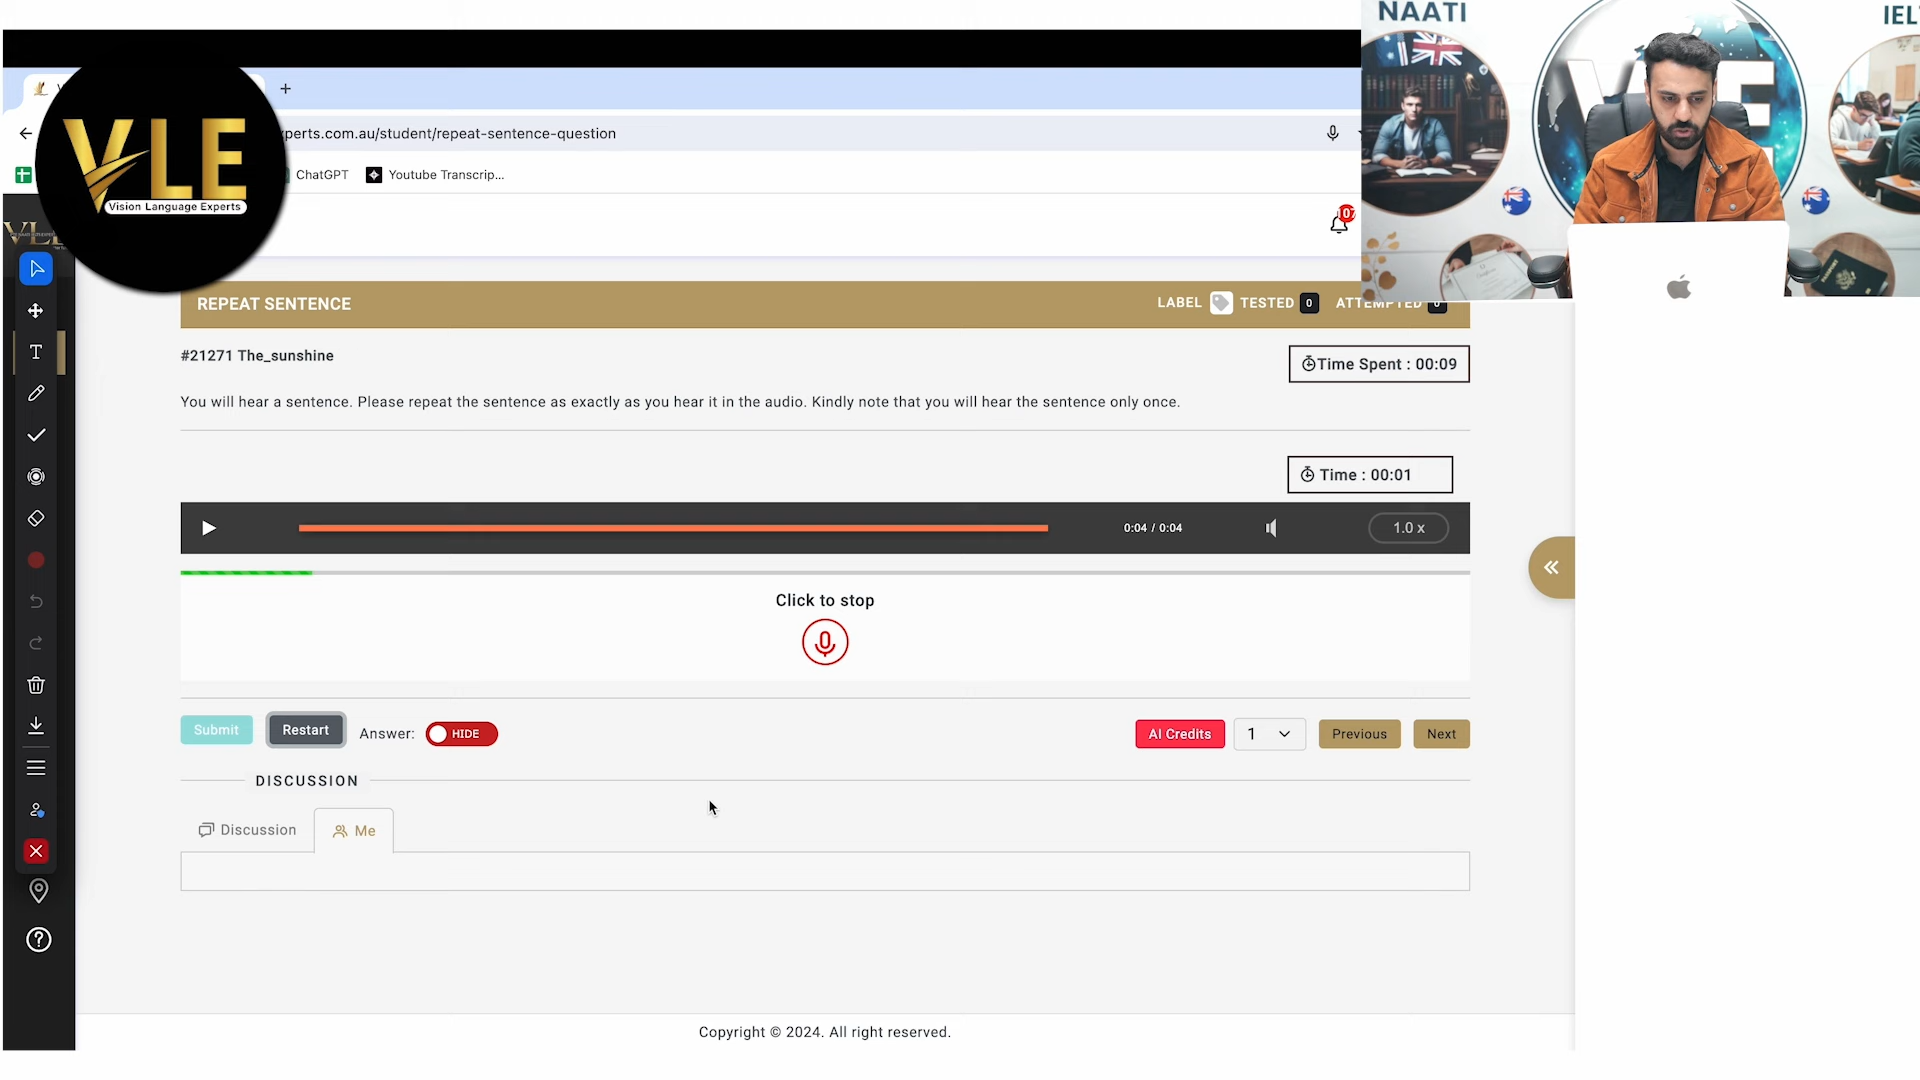 NAATI
IEL
VLE
Vision Language Experts
perts.com.au/student/repeat-sentence-question
ChatGPT
Youtube Transcrip...
107
VLE
REPEAT SENTENCE
LABEL
TESTED 0
ATTEMPTED 0
#21271 The_sunshine
Time Spent : 00:09
You will hear a sentence. Please repeat the sentence as exactly as you hear it in the audio. Kindly note that you will hear the sentence only once.
Time : 00:01
0:04 / 0:04
1.0 x
Click to stop
Submit
Restart
Answer:
HIDE
AI Credits
1
Previous
Next
DISCUSSION
Discussion
Me
Copyright © 2024. All right reserved.